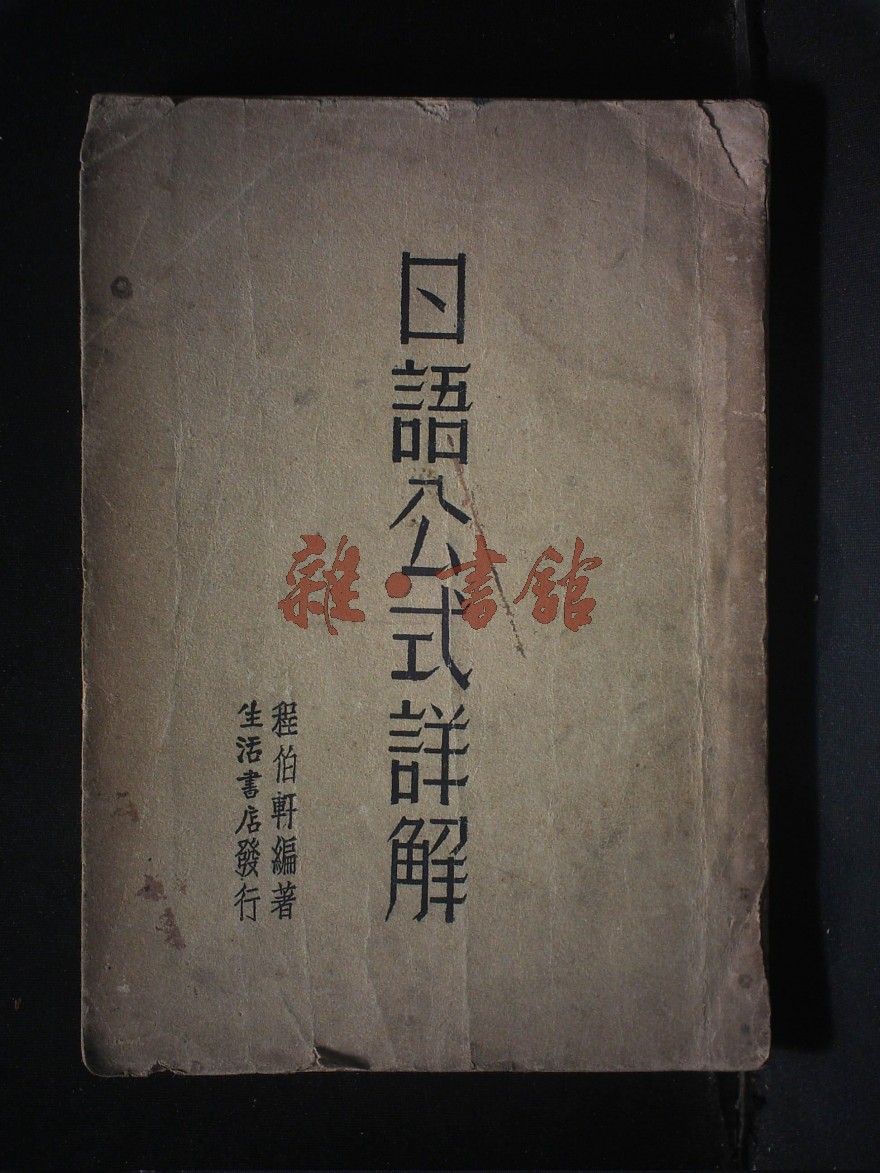 日語公式詳解
程伯軒編著
生活書店發行
雜·書館